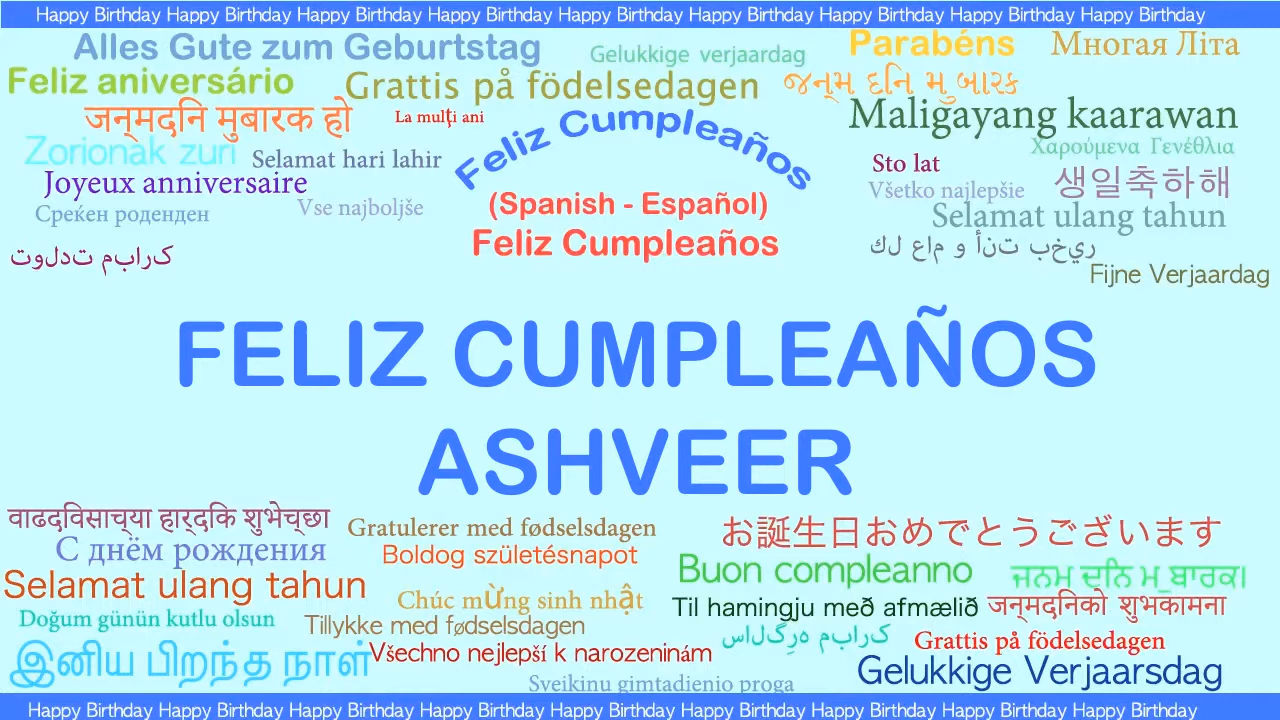 Happy Birthday Happy Birthday Happy Birthday Happy Birthday Happy Birthday Happy Birthday Happy Birthday Happy Birthday Happy Birthday
Alles Gute zum Geburtstag
Gelukkige verjaardag
Parabéns
Многая Літа
Feliz aniversário
Grattis på födelsedagen
જન્મ દિન મુબારક
जन्मदिन मुबारक हो
La mulţi ani
Feliz Cumpleaños
Maligayang kaarawan
Zorionak zuri
Selamat hari lahir
Sto lat
Χαρούμενα Γενέθλια
Joyeux anniversaire
(Spanish - Español)
Všetko najlepšie
생일축하해
Среќен роденден
Vse najboljše
Feliz Cumpleaños
Selamat ulang tahun
تولدت مبارک
كل عام و أنت بخير
Fijne Verjaardag
FELIZ CUMPLEAÑOS
ASHVEER
वाढदिवसाच्या हार्दिक शुभेच्छा
Gratulerer med fødselsdagen
お誕生日おめでとうございます
С днём рождения
Boldog születésnapot
Buon compleanno
ਜਨਮ ਦਿਨ ਮੁਬਾਰਕ।
Selamat ulang tahun
Chúc mừng sinh nhật
Til hamingju með afmælið
जन्मदिनको शुभकामना
Doğum günün kutlu olsun
Tillykke med fødselsdagen
سالگرہ مبارک
Grattis på födelsedagen
இனிய பிறந்த நாள்
Všechno nejlepší k narozeninám
Gelukkige Verjaarsdag
Sveikinu gimtadienio proga
Happy Birthday Happy Birthday Happy Birthday Happy Birthday Happy Birthday Happy Birthday Happy Birthday Happy Birthday Happy Birthday